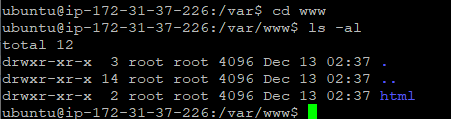 ubuntu@ip-172-31-37-226:/var$ cd www
ubuntu@ip-172-31-37-226:/var/www$ ls -al
total 12
drwxr-xr-x  3 root root 4096 Dec 13 02:37 .
drwxr-xr-x 14 root root 4096 Dec 13 02:37 ..
drwxr-xr-x  2 root root 4096 Dec 13 02:37 html
ubuntu@ip-172-31-37-226:/var/www$